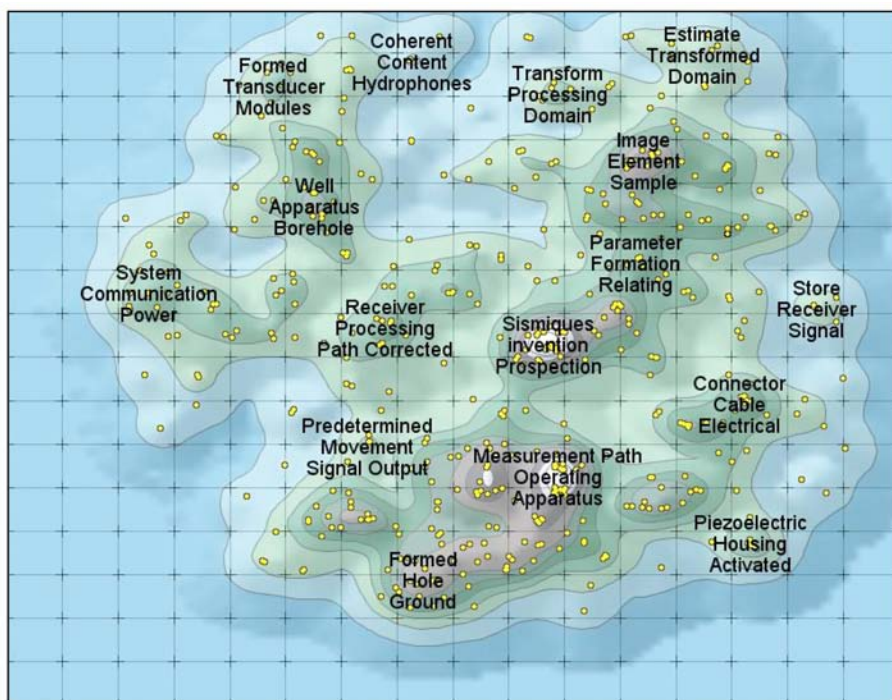 Formed
Transducer
Modules
Coherent
Content
Hydrophones
Transform
Processing
Domain
Estimate
Transformed
Domain
Image
Element
Sample
Well
Apparatus
Borehole
System
Communication
Power
Receiver
Processing
Path Corrected
Parameter
Formation
Relating
Sismiques
invention
Prospection
Store
Receiver
Signal
Connector
Cable
Electrical
Predetermined
Movement
Signal Output
Measurement Path
Operating
Apparatus
Piezoelectric
Housing
Activated
Formed
Hole
Ground